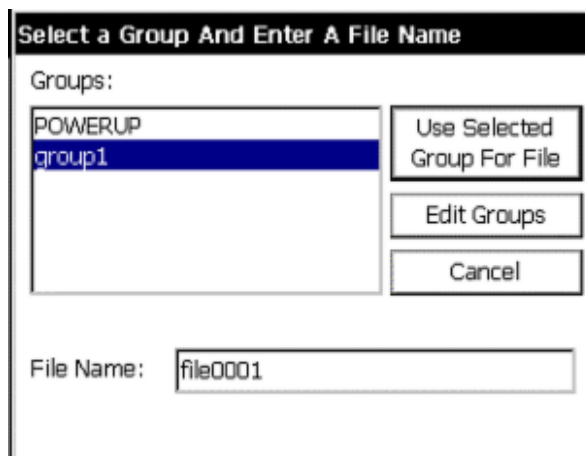 Select a Group And Enter A File Name
Groups:
POWERUP
group1
Use Selected
Group For File
Edit Groups
Cancel
File Name:
file0001